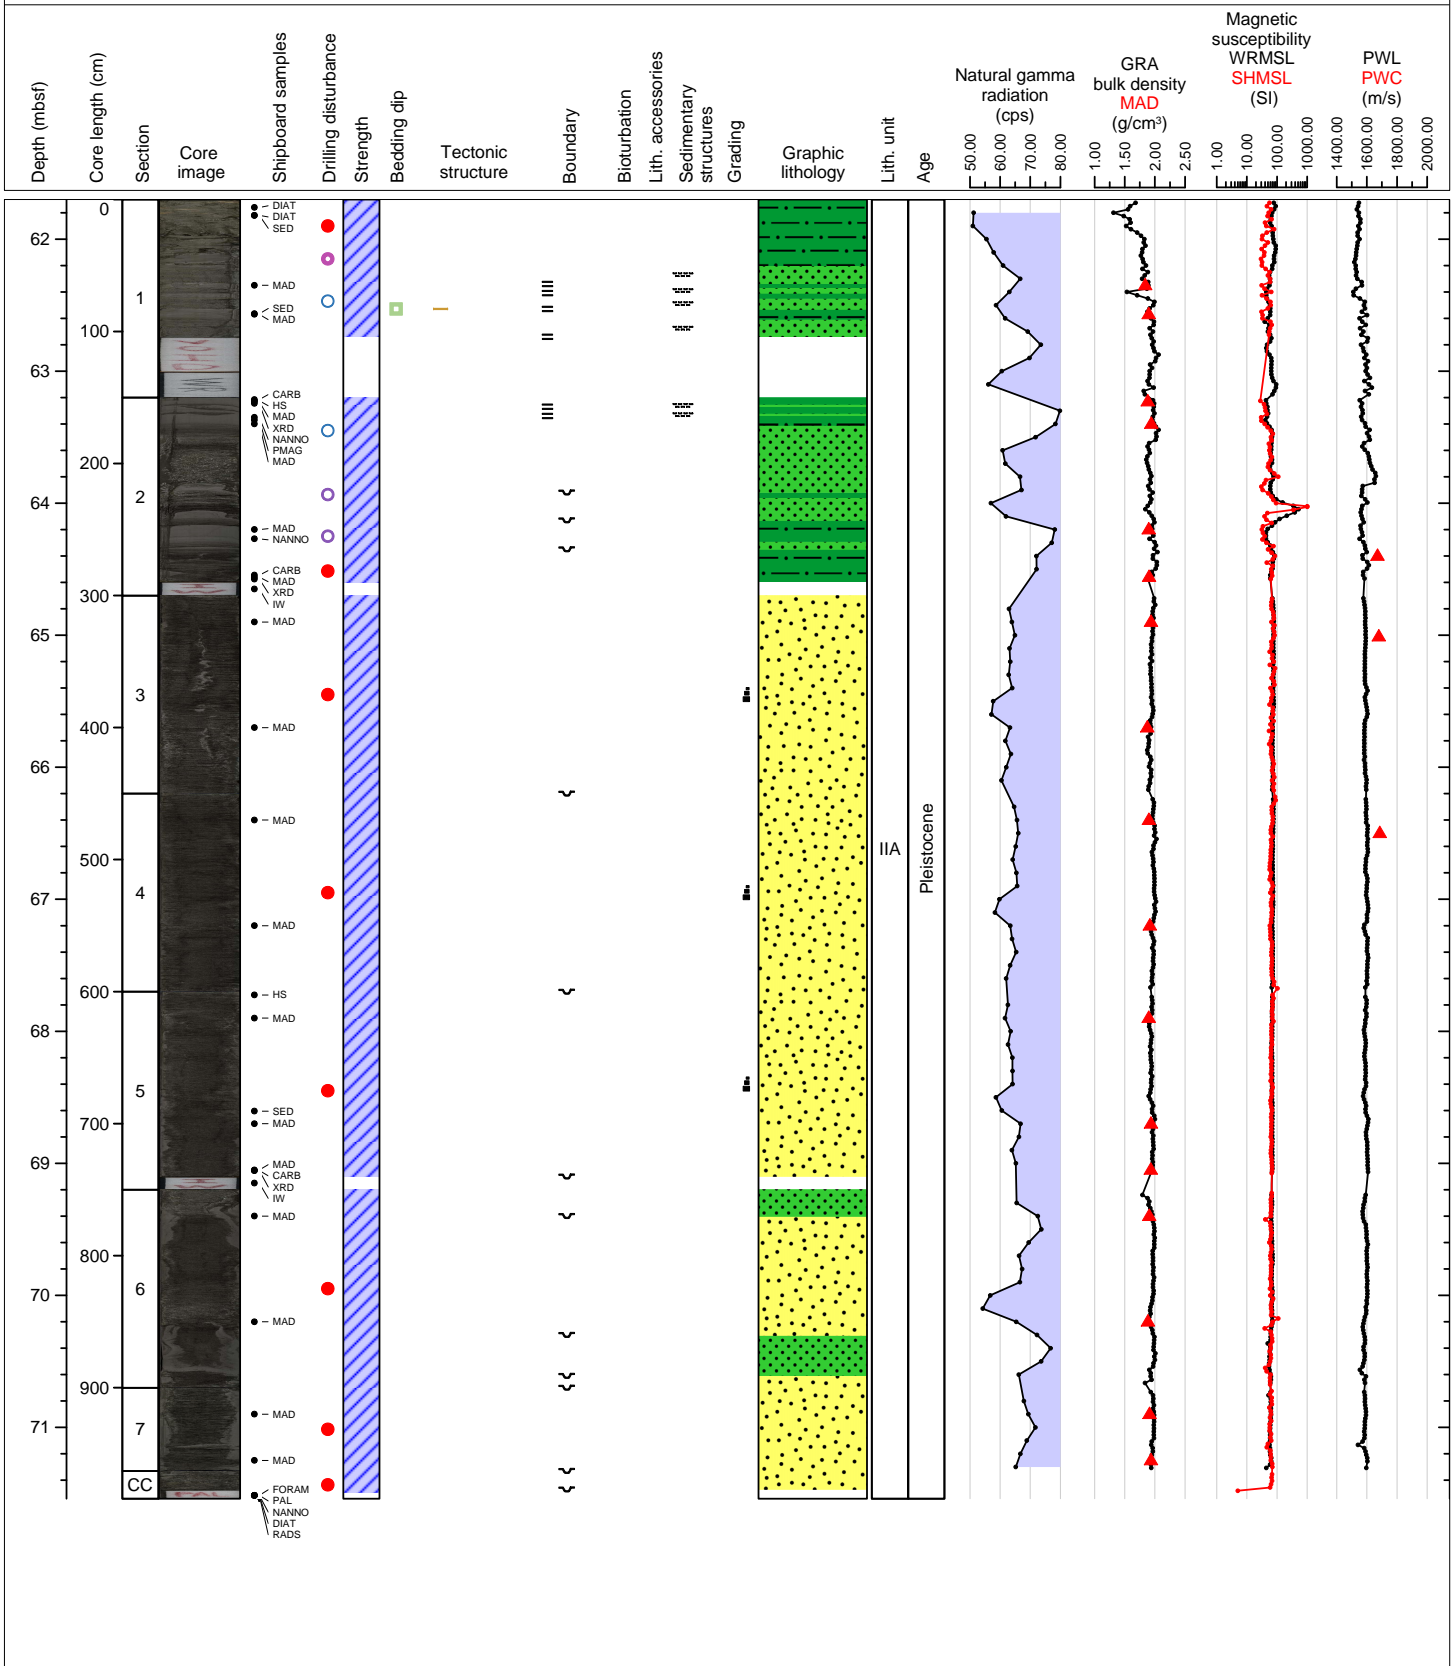 Depth (mbsf)
Core length (cm)
Section
Core
image
Shipboard samples
Drilling disturbance
Strength
Bedding dip
Tectonic
structure
Boundary
Bioturbation
Lith. accessories
Sedimentary
structures
Grading
Graphic
lithology
Lith. unit
Age
Natural gamma
radiation
(cps)
50.00
60.00
70.00
80.00
GRA
bulk density
MAD
(g/cm³)
1.00
1.50
2.00
2.50
Magnetic
susceptibility
WRMSL
SHMSL
(SI)
1.00
10.00
100.00
1000.00
PWL
PWC
(m/s)
1400.00
1600.00
1800.00
2000.00
62
63
64
65
66
67
68
69
70
71
0
100
200
300
400
500
600
700
800
900
1
2
3
4
5
6
7
CC
DIAT
DIAT
SED
MAD
SED
MAD
CARB
HS
MAD
XRD
NANNO
PMAG
MAD
MAD
NANNO
CARB
MAD
XRD
IW
MAD
MAD
MAD
MAD
HS
MAD
SED
MAD
MAD
CARB
XRD
IW
MAD
MAD
MAD
MAD
FORAM
PAL
NANNO
DIAT
RADS
IIA
Pleistocene